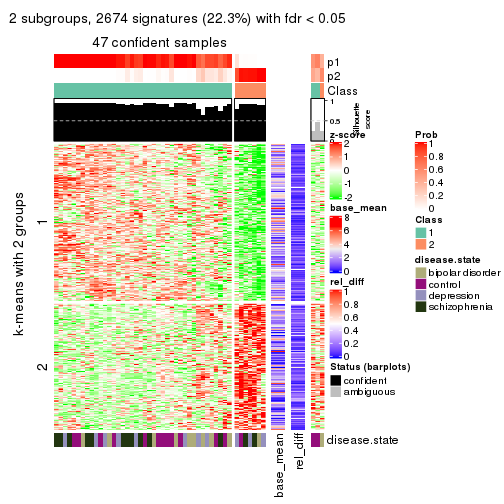 2 subgroups, 2674 signatures (22.3%) with fdr < 0.05
47 confident samples
p1
p2
Class
1
0.5
0
Silhouette
score
k-means with 2 groups
1
2
disease.state
base_mean
rel_diff
z-score
2
1
0
-1
-2
base_mean
8
6
4
2
0
rel_diff
1
0.8
0.6
0.4
0.2
0
Status (barplots)
confident
ambiguous
Prob
1
0.8
0.6
0.4
0.2
0
Class
1
2
disease.state
bipolar disorder
control
depression
schizophrenia